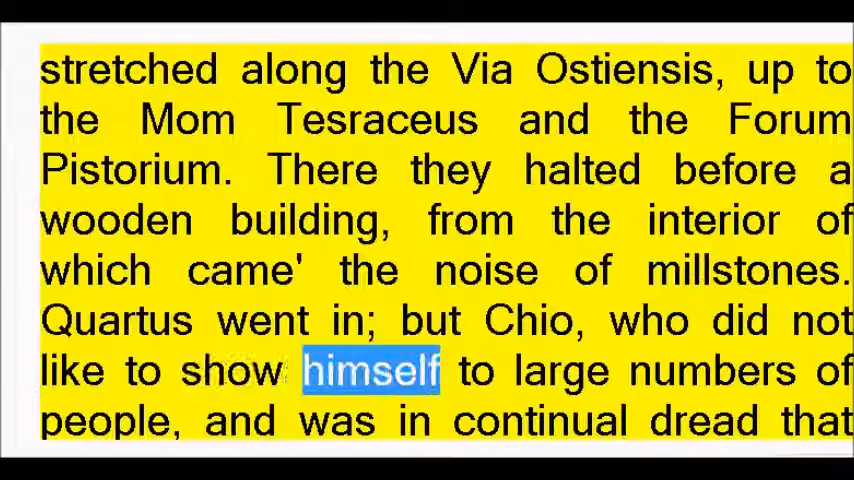 stretched along the Via Ostiensis, up to
the Mom Tesraceus and the Forum
Pistorium. There they halted before a
wooden building, from the interior of
which came' the noise of millstones.
Quartus went in; but Chio, who did not
like to show himself to large numbers of
people, and was in continual dread that